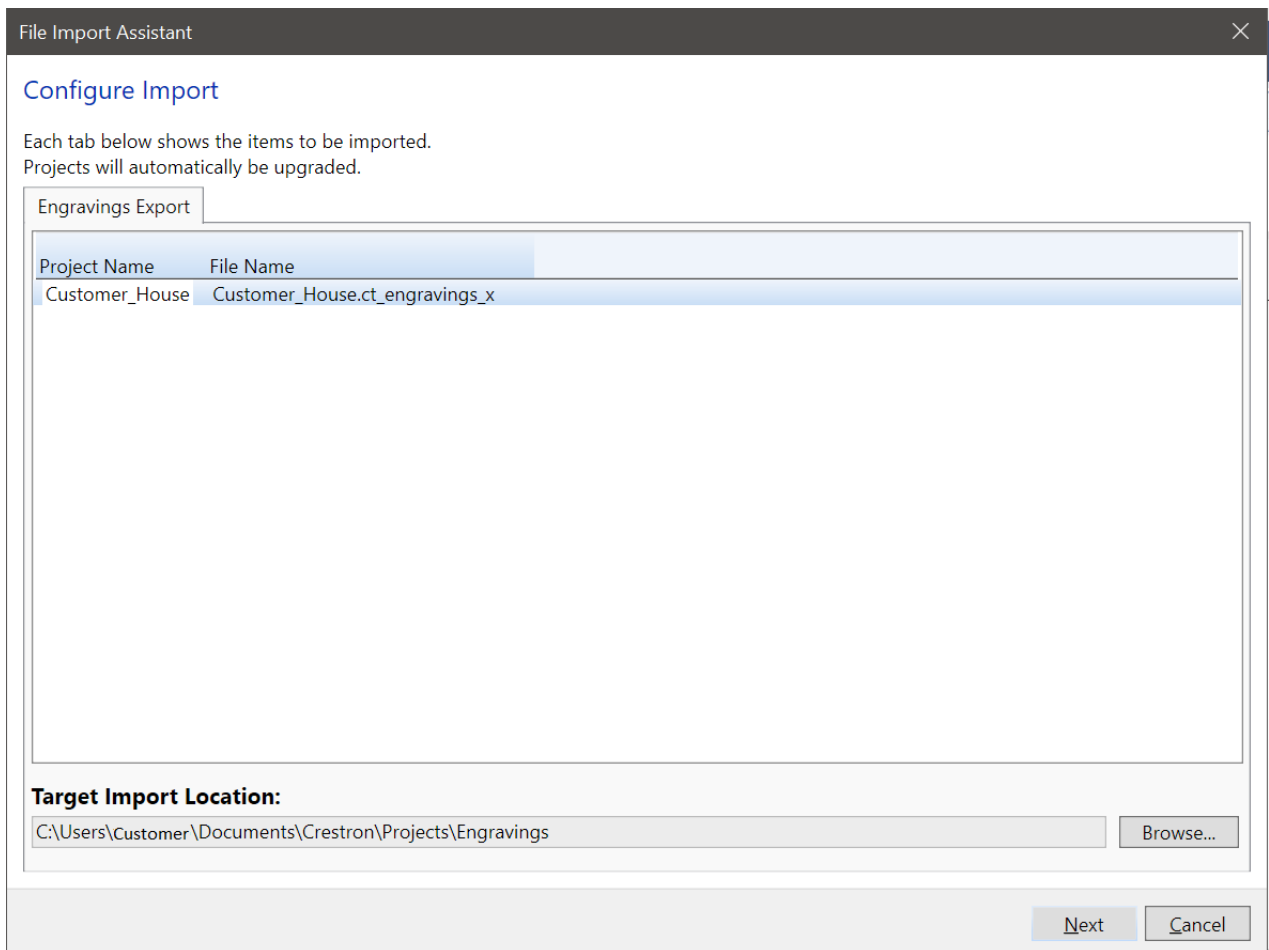 File Import Assistant
Configure Import
Each tab below shows the items to be imported.
Projects will automatically be upgraded.
Engravings Export
Project Name File Name
Customer_House Customer_House.ct_engravings_x
Target Import Location:
C:\Users\Customer\Documents\Crestron\Projects\Engravings Browse...
Next Cancel